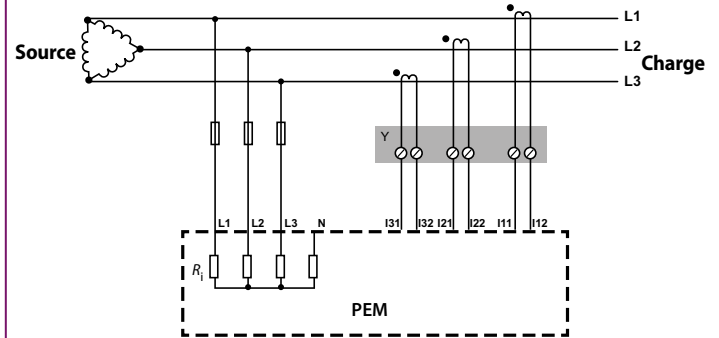 L1
Source
L2
Charge
L3
Y
L1 L2 L3 N I31 I32 I21 I22 I11 I12
Ri
PEM